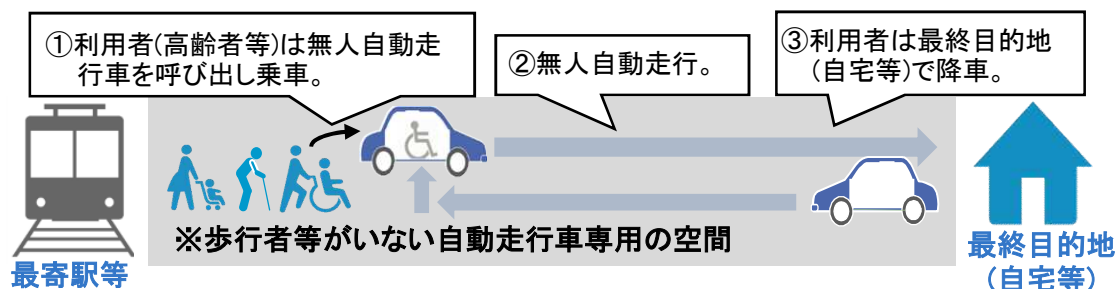 ①利用者(高齢者等)は無人自動走
行車を呼び出し乗車。
②無人自動走行。
③利用者は最終目的地
(自宅等)で降車。
※歩行者等がいない自動走行車専用の空間
最寄駅等
最終目的地
(自宅等)